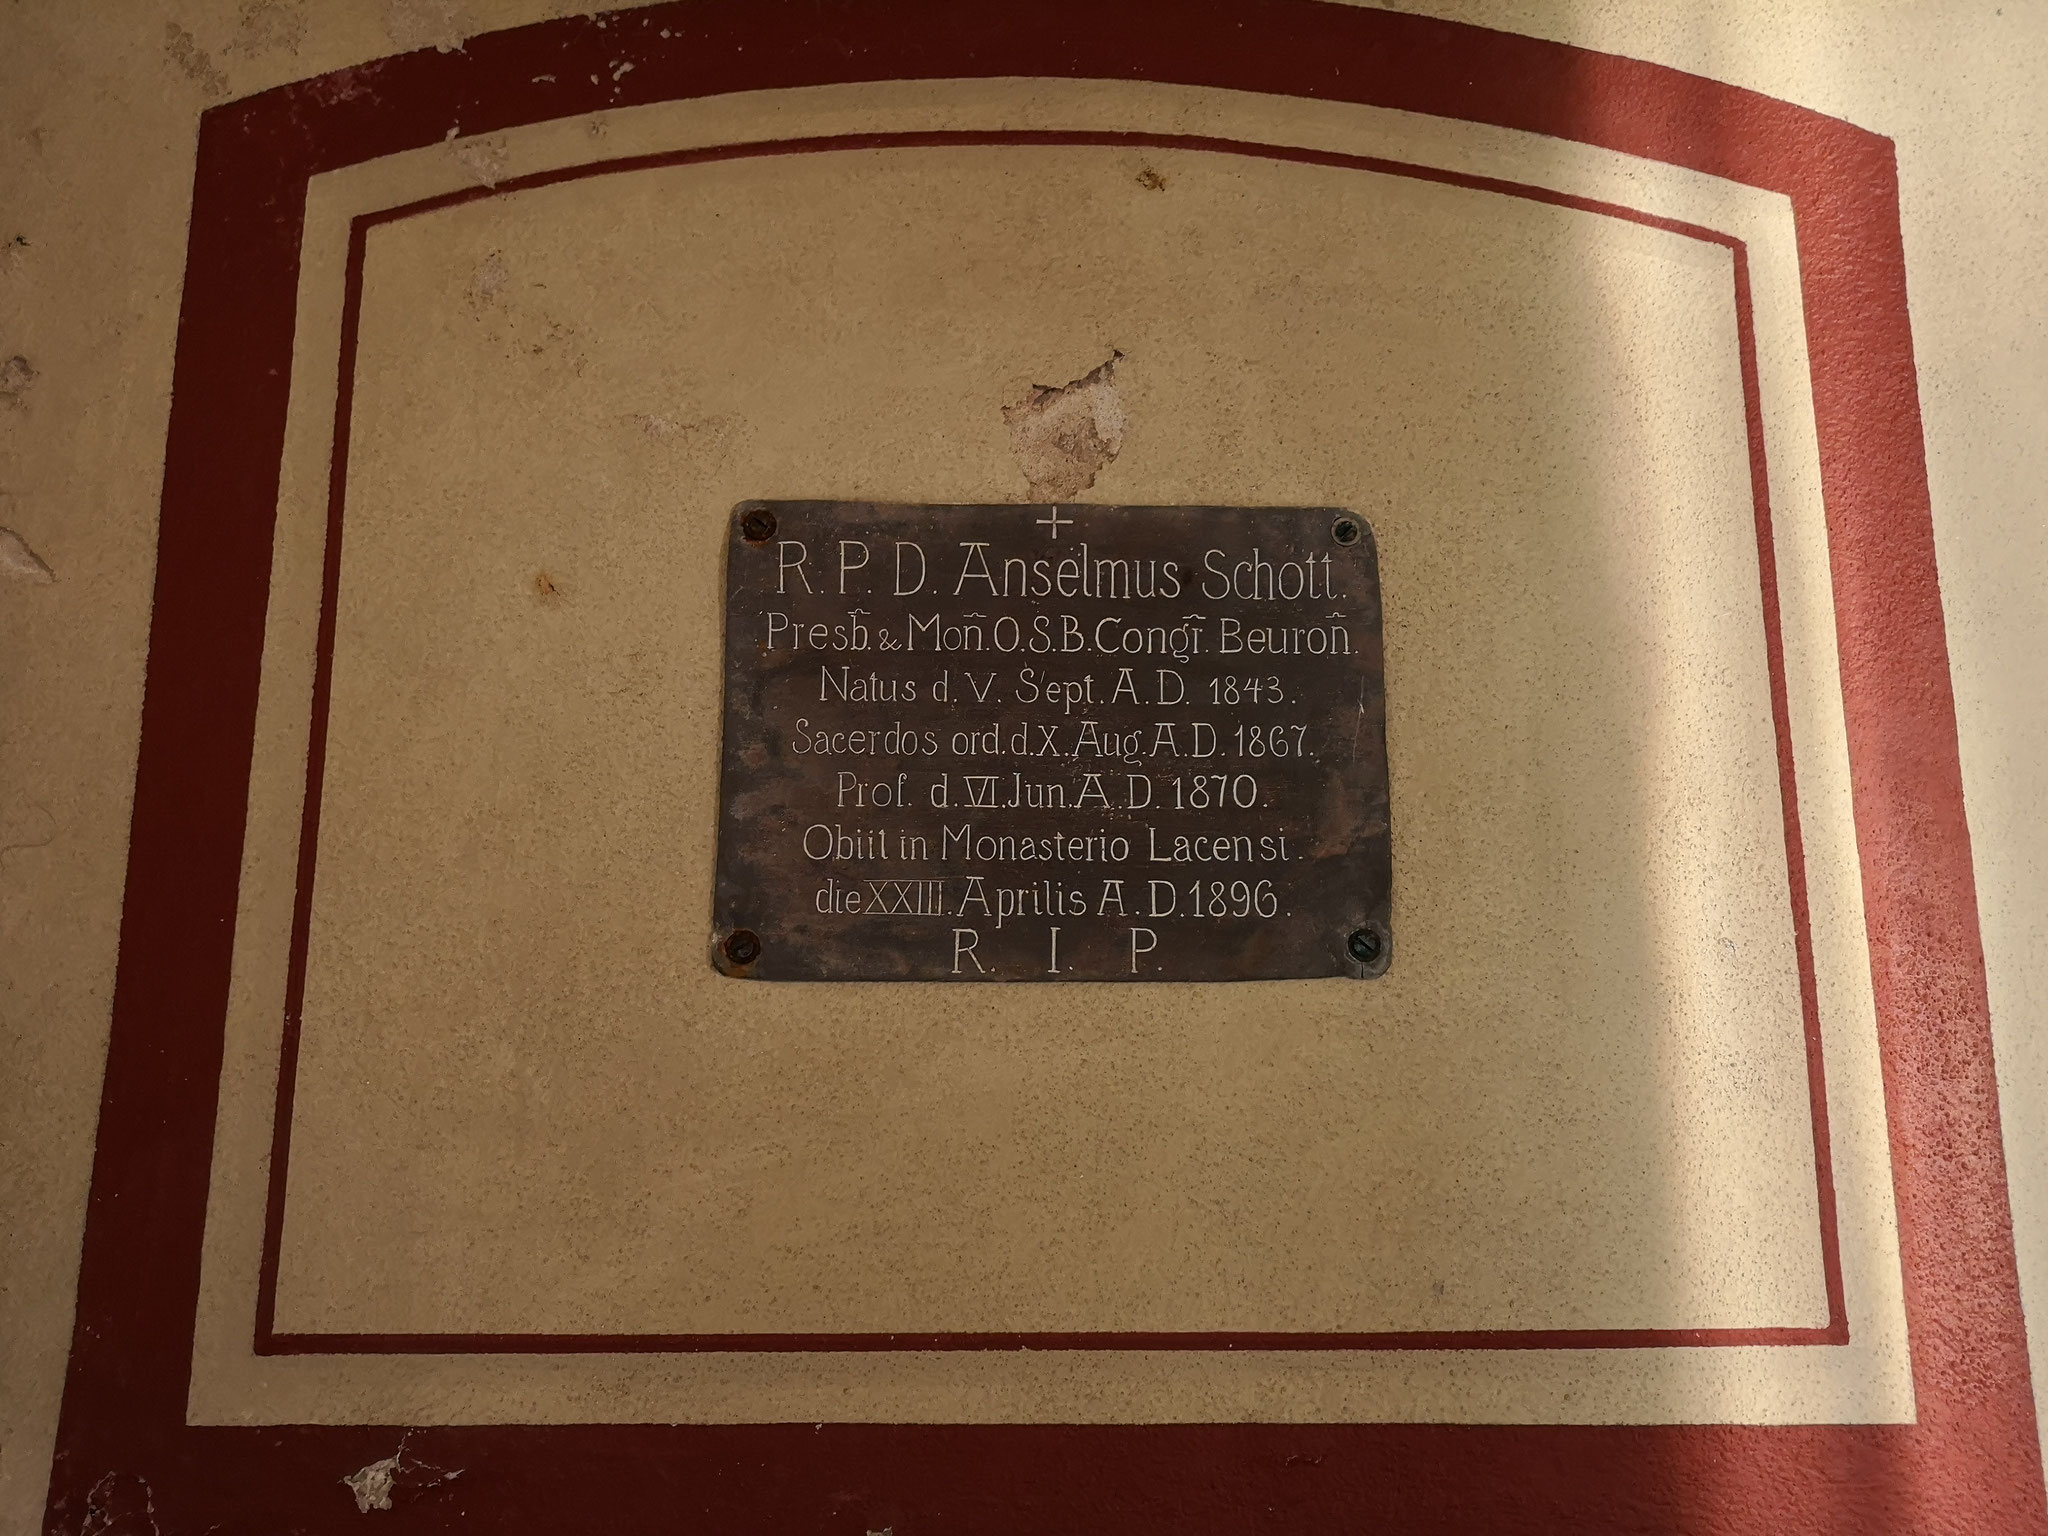 +
R. P. D. Anselmus Schott.
Presb̂. & Mon̂. O.S.B. Congr̂. Beuron̂.
Natus d. V. Sept. A. D. 1843.
Sacerdos ord. d. X. Aug. A. D. 1867.
Prof. d. VI. Jun. A. D. 1870.
Obiit in Monasterio Lacensi.
die XXIII. Aprilis A. D. 1896.
R. I. P.